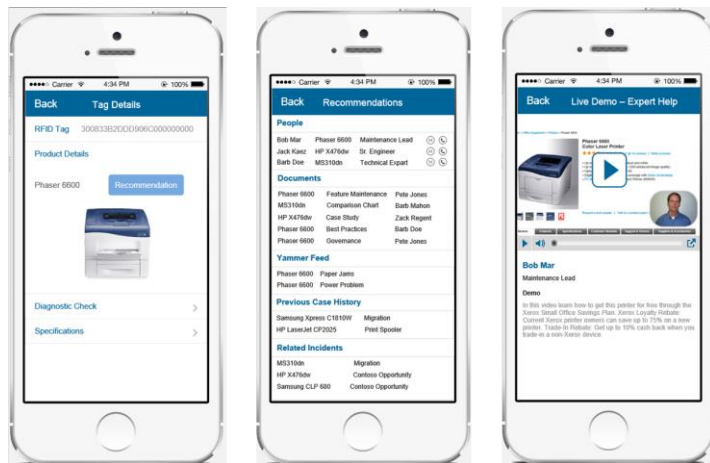 Carrier 4:34 PM 100%
Back Tag Details
RFID Tag 300833B2DDD906C000000000
Product Details
Phaser 6600 Recommendation
Diagnostic Check
Specifications
Carrier 4:34 PM 100%
Back Recommendations
People
Bob Mar Phaser 6600 Maintenance Lead
Jack Kaez HP X476dw Sr. Engineer
Barb Doe MS310dn Technical Expart
Documents
Phaser 6600 Feature Maintenance Pete Jones
MS310dn Comparison Chart Barb Mahon
HP X476dw Case Study Zack Regent
Phaser 6600 Best Practices Barb Doe
Phaser 6600 Governance Pete Jones
Yammer Feed
Phaser 6600 Paper Jams
Phaser 6600 Power Problem
Previous Case History
Samsung Xpress C1810W Migration
HP LaserJet CP2025 Print Spooler
Related Incidents
MS310dn Migration
HP X476dw Contoso Opportunity
Samsung CLP 680 Contoso Opportunity
Carrier 4:34 PM 100%
Back Live Demo – Expert Help
Phaser 6600
Color Laser Printer
Bob Mar
Maintenance Lead
Demo
In this video learn how to get this printer for free through the
Xerox Small Office Savings Plan. Xerox Loyalty Rebate:
Current Xerox printer owners can save up to 75% on a new
printer. Trade-In Rebate: Get up to 10% cash back when you
trade in a non-Xerox device.